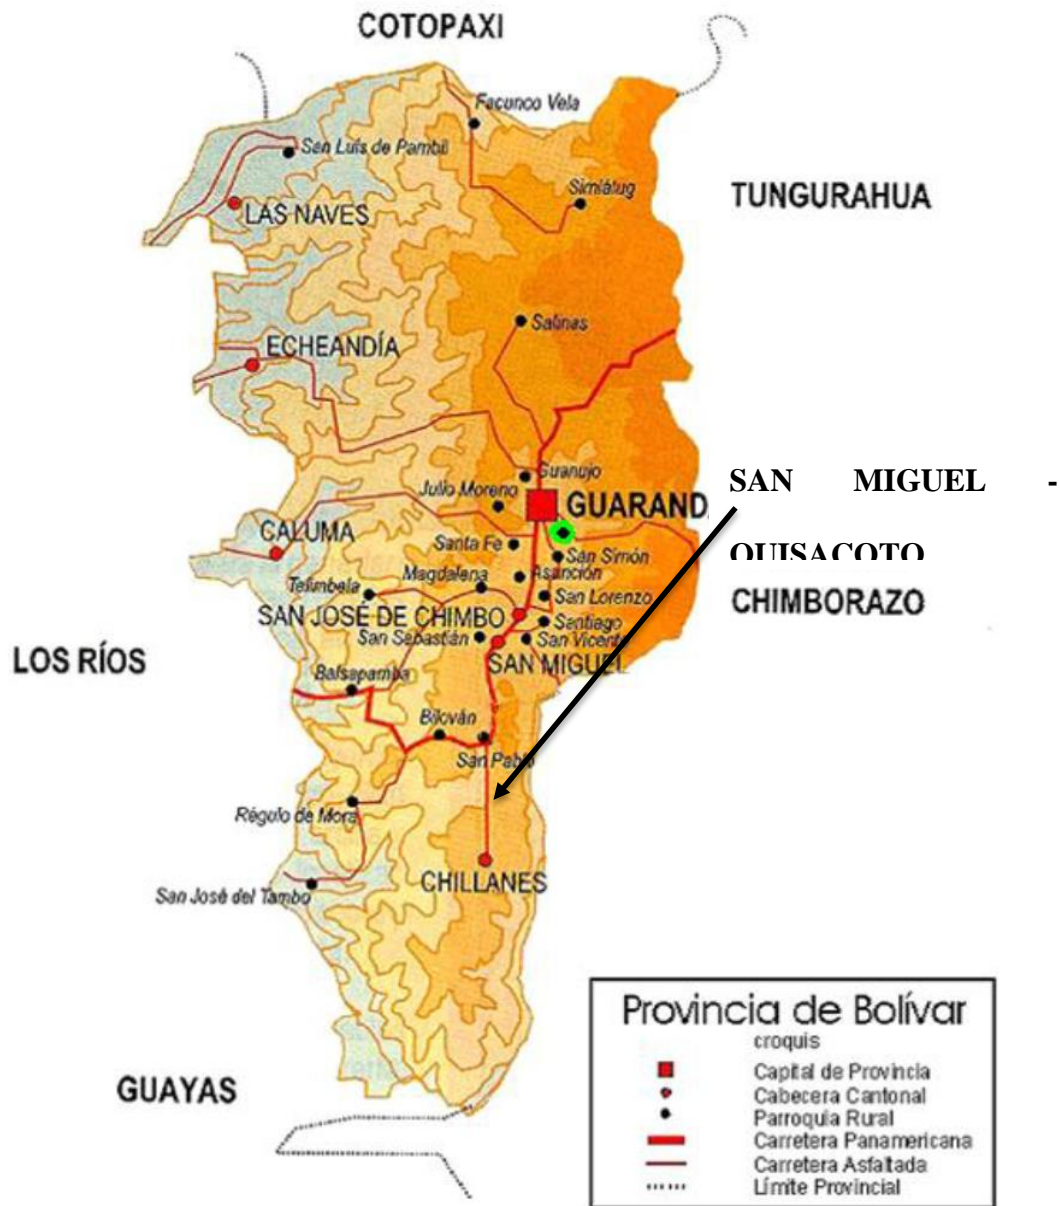 COTOPAXI
Facunoo Vela
San Luis de Pambil
TUNGURAHUA
Simiátug
LAS NAVES
Salinas
ECHEANDÍA
Guanujo
SAN MIGUEL -
Julio Moreno
GUARAND
CALUMA
Santa Fe
San Simón
QUISACOTO
Magdalena
Asunción
Telimbela
San Lorenzo
CHIMBORAZO
SAN JOSÉ DE CHIMBO
Santiago
San Sebastián
San Vicente
LOS RÍOS
SAN MIGUEL
Balsapamba
Bilován
San Pablo
Régulo de Mora
CHILLANES
San José del Tambo
GUAYAS
Provincia de Bolívar
croquis
Capital de Provincia
Cabecera Cantonal
Parroquia Rural
Carretera Panamericana
Carretera Asfaltada
Límite Provincial